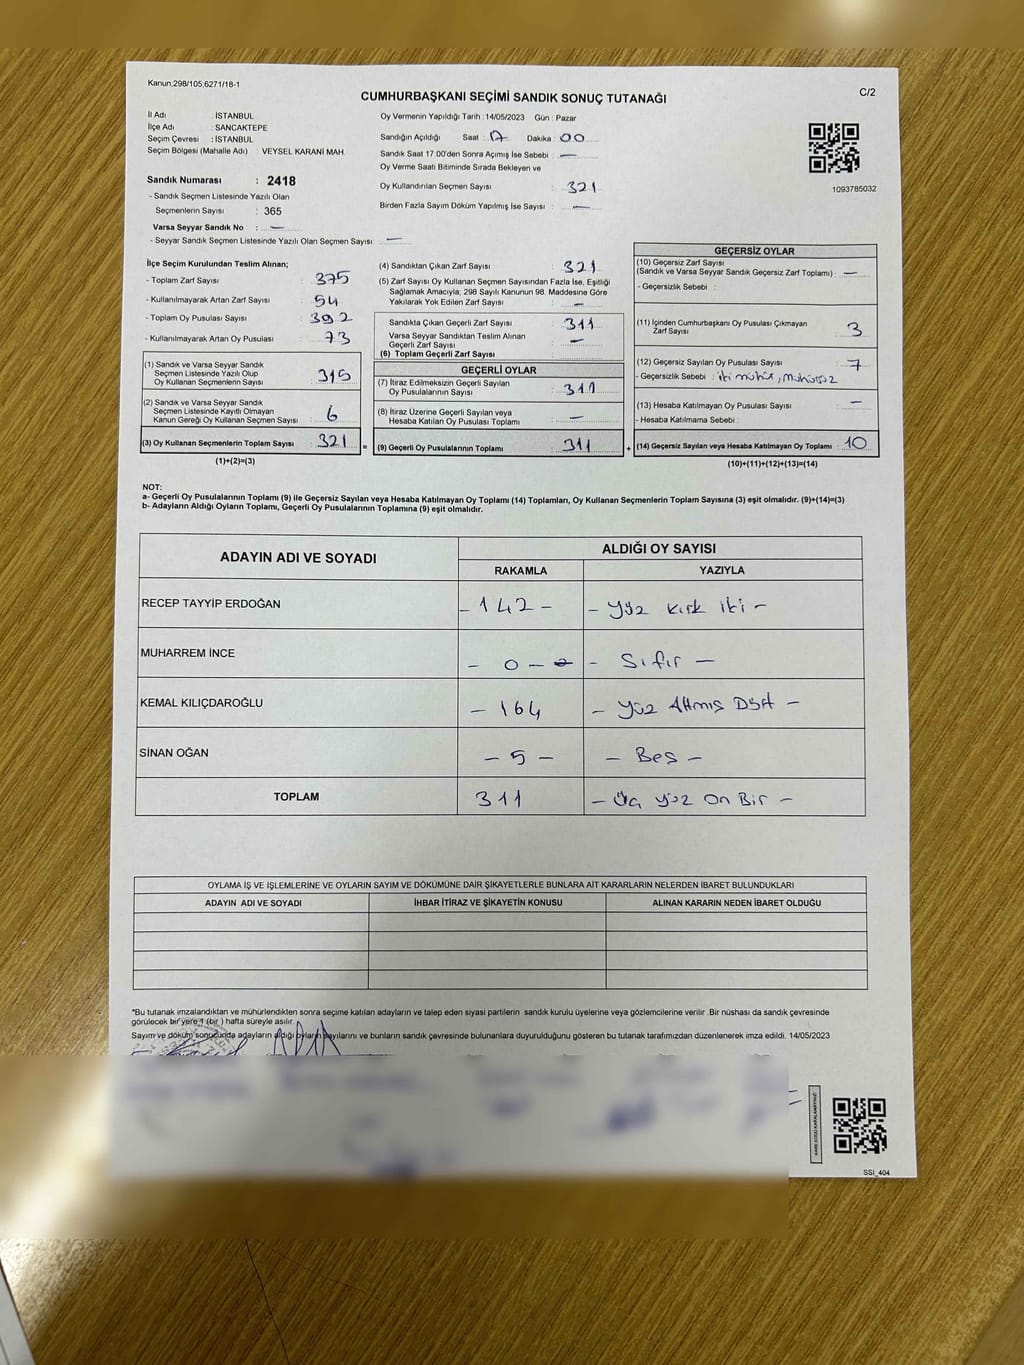 Kanun,298/105;6271/18-1
CUMHURBAŞKANI SEÇİMİ SANDIK SONUÇ TUTANAĞI
C/2
İl Adı : İSTANBUL
İlçe Adı : SANCAKTEPE
Seçim Çevresi : İSTANBUL
Seçim Bölgesi (Mahalle Adı) : VEYSEL KARANİ MAH.
Sandık Numarası : 2418
- Sandık Seçmen Listesinde Yazılı Olan
Seçmenlerin Sayısı : 365
Varsa Seyyar Sandık No : —
- Seyyar Sandık Seçmen Listesinde Yazılı Olan Seçmen Sayısı: —
Oy Vermenin Yapıldığı Tarih : 14/05/2023 Gün : Pazar
Sandığın Açıldığı Saat : 17 Dakika : 00
Sandık Saat 17:00'den Sonra Açımış İse Sebebi : —
Oy Verme Saati Bitiminde Sırada Bekleyen ve
Oy Kullandırılan Seçmen Sayısı : 321
Birden Fazla Sayım Döküm Yapılmış İse Sayısı : —
1093785032
İlçe Seçim Kurulundan Teslim Alınan;
- Toplam Zarf Sayısı : 375
- Kullanılmayarak Artan Zarf Sayısı : 54
- Toplam Oy Pusulası Sayısı : 392
- Kullanılmayarak Artan Oy Pusulası : 73
(1) Sandık ve Varsa Seyyar Sandık
Seçmen Listesinde Yazılı Olup
Oy Kullanan Seçmenlerin Sayısı : 315
(2) Sandık ve Varsa Seyyar Sandık
Seçmen Listesinde Kayıtlı Olmayan
Kanun Gereği Oy Kullanan Seçmen Sayısı : 6
(3) Oy Kullanan Seçmenlerin Toplam Sayısı : 321 =
(1)+(2)=(3)
(4) Sandıktan Çıkan Zarf Sayısı : 321
(5) Zarf Sayısı Oy Kullanan Seçmen Sayısından Fazla İse, Eşitliği
Sağlamak Amacıyla; 298 Sayılı Kanunun 98. Maddesine Göre
Yakılarak Yok Edilen Zarf Sayısı : —
Sandıkta Çıkan Geçerli Zarf Sayısı : 311
Varsa Seyyar Sandıktan Teslim Alınan
Geçerli Zarf Sayısı : —
(6) Toplam Geçerli Zarf Sayısı :
GEÇERLİ OYLAR
(7) İtiraz Edilmeksizin Geçerli Sayılan
Oy Pusulalarının Sayısı : 311
(8) İtiraz Üzerine Geçerli Sayılan veya
Hesaba Katılan Oy Pusulası Toplamı : —
(9) Geçerli Oy Pusulalarının Toplamı : 311 +
GEÇERSİZ OYLAR
(10) Geçersiz Zarf Sayısı
(Sandık ve Varsa Seyyar Sandık Geçersiz Zarf Toplamı) : —
- Geçersizlik Sebebi :
(11) İçinden Cumhurbaşkanı Oy Pusulası Çıkmayan
Zarf Sayısı : 3
(12) Geçersiz Sayılan Oy Pusulası Sayısı : 7
- Geçersizlik Sebebi : iki mühür, mühürsüz
(13) Hesaba Katılmayan Oy Pusulası Sayısı : —
- Hesaba Katılmama Sebebi :
(14) Geçersiz Sayılan veya Hesaba Katılmayan Oy Toplamı : 10
(10)+(11)+(12)+(13)=(14)
NOT:
a- Geçerli Oy Pusulalarının Toplamı (9) ile Geçersiz Sayılan veya Hesaba Katılmayan Oy Toplamı (14) Toplamları, Oy Kullanan Seçmenlerin Toplam Sayısına (3) eşit olmalıdır. (9)+(14)=(3)
b- Adayların Aldığı Oyların Toplamı, Geçerli Oy Pusulalarının Toplamına (9) eşit olmalıdır.
ADAYIN ADI VE SOYADI
ALDIĞI OY SAYISI
RAKAMLA YAZIYLA
RECEP TAYYİP ERDOĞAN - 142 - - Yüz kırk iki -
MUHARREM İNCE - 0 - - Sıfır -
KEMAL KILIÇDAROĞLU - 164 - Yüz Altmış Dört -
SİNAN OĞAN - 5 - - Beş -
TOPLAM 311 - Üç yüz On Bir -
OYLAMA İŞ VE İŞLEMLERİNE VE OYLARIN SAYIM VE DÖKÜMÜNE DAİR ŞİKAYETLERLE BUNLARA AİT KARARLARIN NELERDEN İBARET BULUNDUKLARI
ADAYIN ADI VE SOYADI İHBAR İTİRAZ VE ŞİKAYETİN KONUSU ALINAN KARARIN NEDEN İBARET OLDUĞU
*Bu tutanak imzalandıktan ve mühürlendikten sonra seçime katılan adayların ve talep eden siyasi partilerin sandık kurulu üyelerine veya gözlemcilerine verilir .Bir nüshası da sandık çevresinde
görülecek bir yere 1 (bir ) hafta süreyle asılır.
Sayım ve döküm sonucunda adayların aldığı oyların sayılarını ve bunların sandık çevresinde bulunanlara duyurulduğunu gösteren bu tutanak tarafımızdan düzenlenerek imza edildi. 14/05/2023
SSI_404